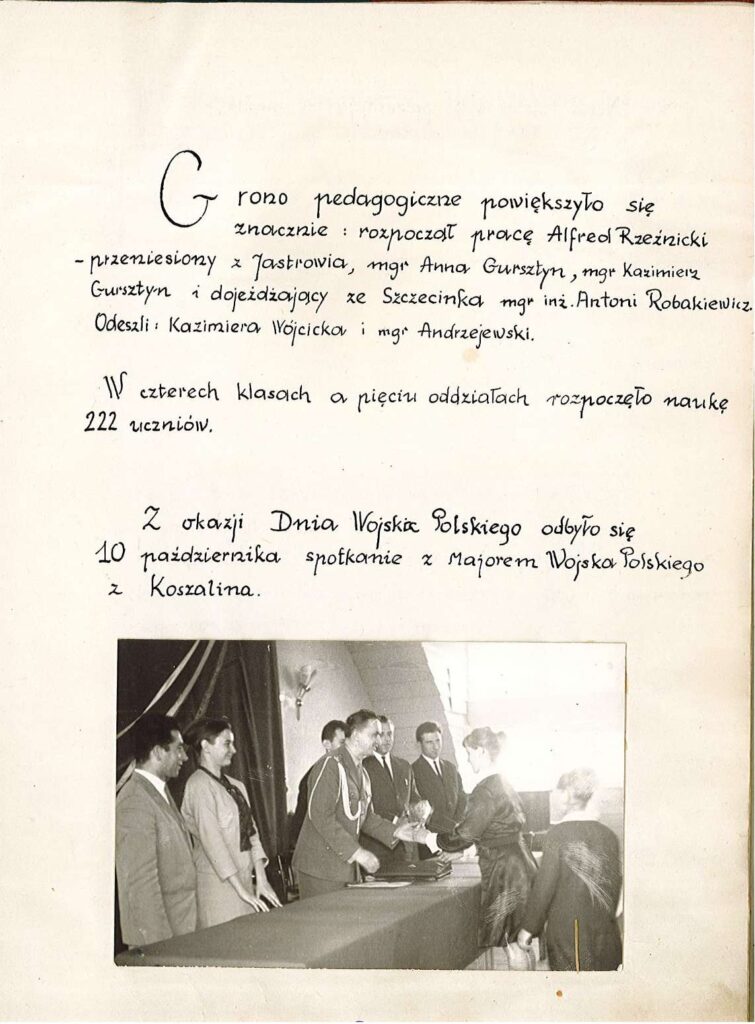 Grono pedagogiczne powiększyło się
znacznie : rozpoczął pracę Alfred Rzeźnicki
- przeniesiony z Jastrowia, mgr Anna Gursztyn, mgr Kazimierz
Gursztyn i dojeżdżający ze Szczecinka mgr inż. Antoni Robakiewicz.
Odeszli: Kazimiera Wójcicka i mgr Andrzejewski.
W czterech klasach a pięciu oddziałach rozpoczęło naukę
222 uczniów.
Z okazji Dnia Wojska Polskiego odbyło się
10 października spotkanie z Majorem Wojska Polskiego
z Koszalina.